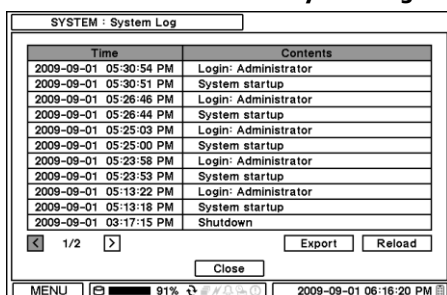 SYSTEM : System Log
Time Contents
2009-09-01 05:30:54 PM Login: Administrator
2009-09-01 05:30:51 PM System startup
2009-09-01 05:26:46 PM Login: Administrator
2009-09-01 05:26:44 PM System startup
2009-09-01 05:25:03 PM Login: Administrator
2009-09-01 05:25:00 PM System startup
2009-09-01 05:23:58 PM Login: Administrator
2009-09-01 05:23:53 PM System startup
2009-09-01 05:13:22 PM Login: Administrator
2009-09-01 05:13:18 PM System startup
2009-09-01 03:17:15 PM Shutdown
< 1/2 > Export Reload
Close
MENU 91% 2009-09-01 06:16:20 PM